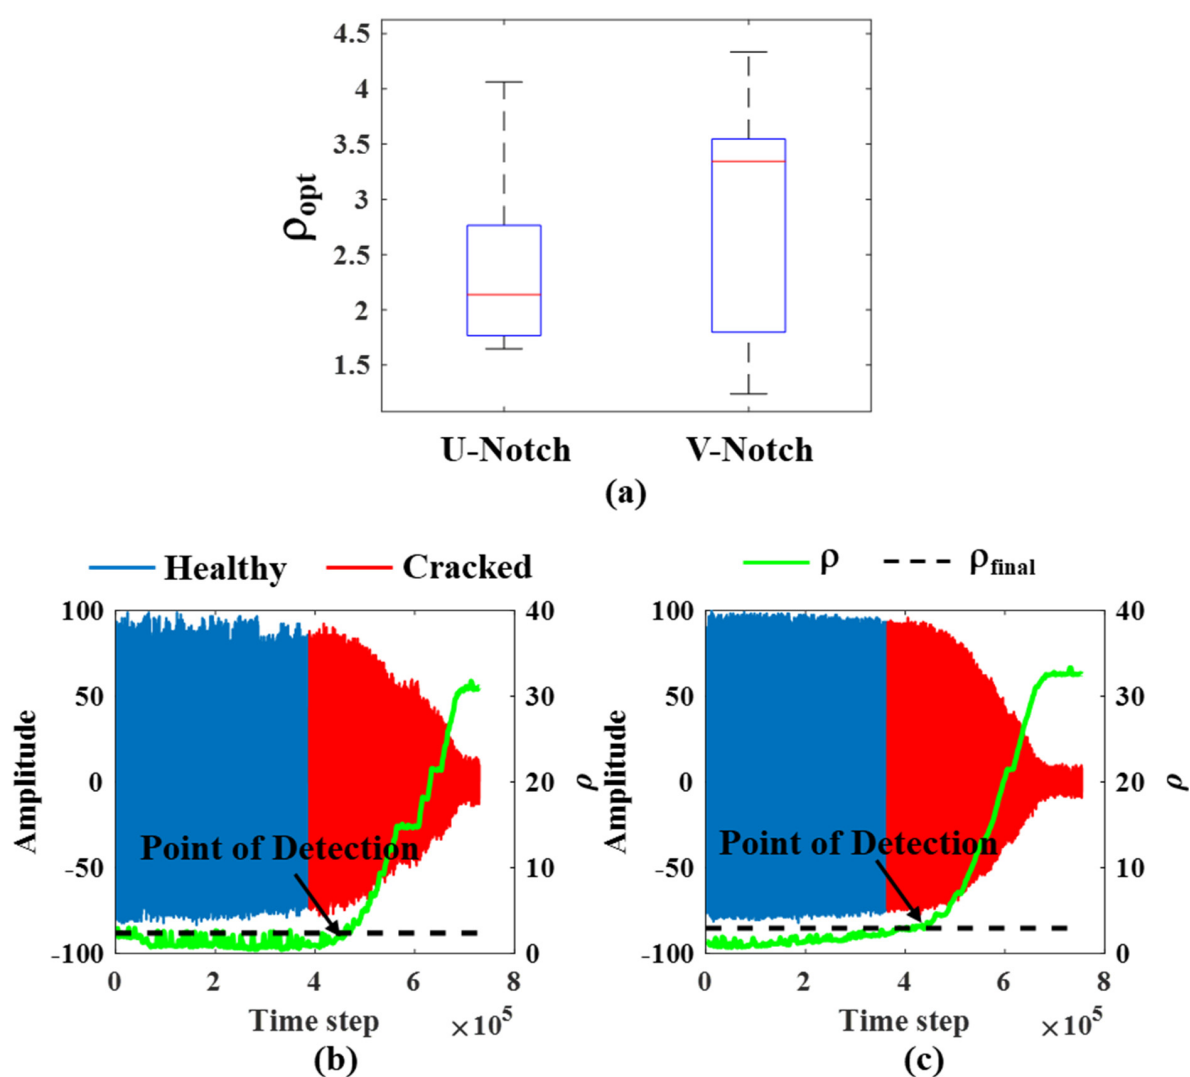 4.5
4
3.5
3
2.5
2
1.5
ρopt
U-Notch V-Notch
(a)
Healthy Cracked ρ ρfinal
100
50
0
-50
-100
Amplitude
40
30
20
10
0
ρ
Point of Detection
0 2 4 6 8
Time step ×10⁵
(b)
100
50
0
-50
-100
Amplitude
40
30
20
10
0
ρ
Point of Detection
0 2 4 6 8
Time step ×10⁵
(c)